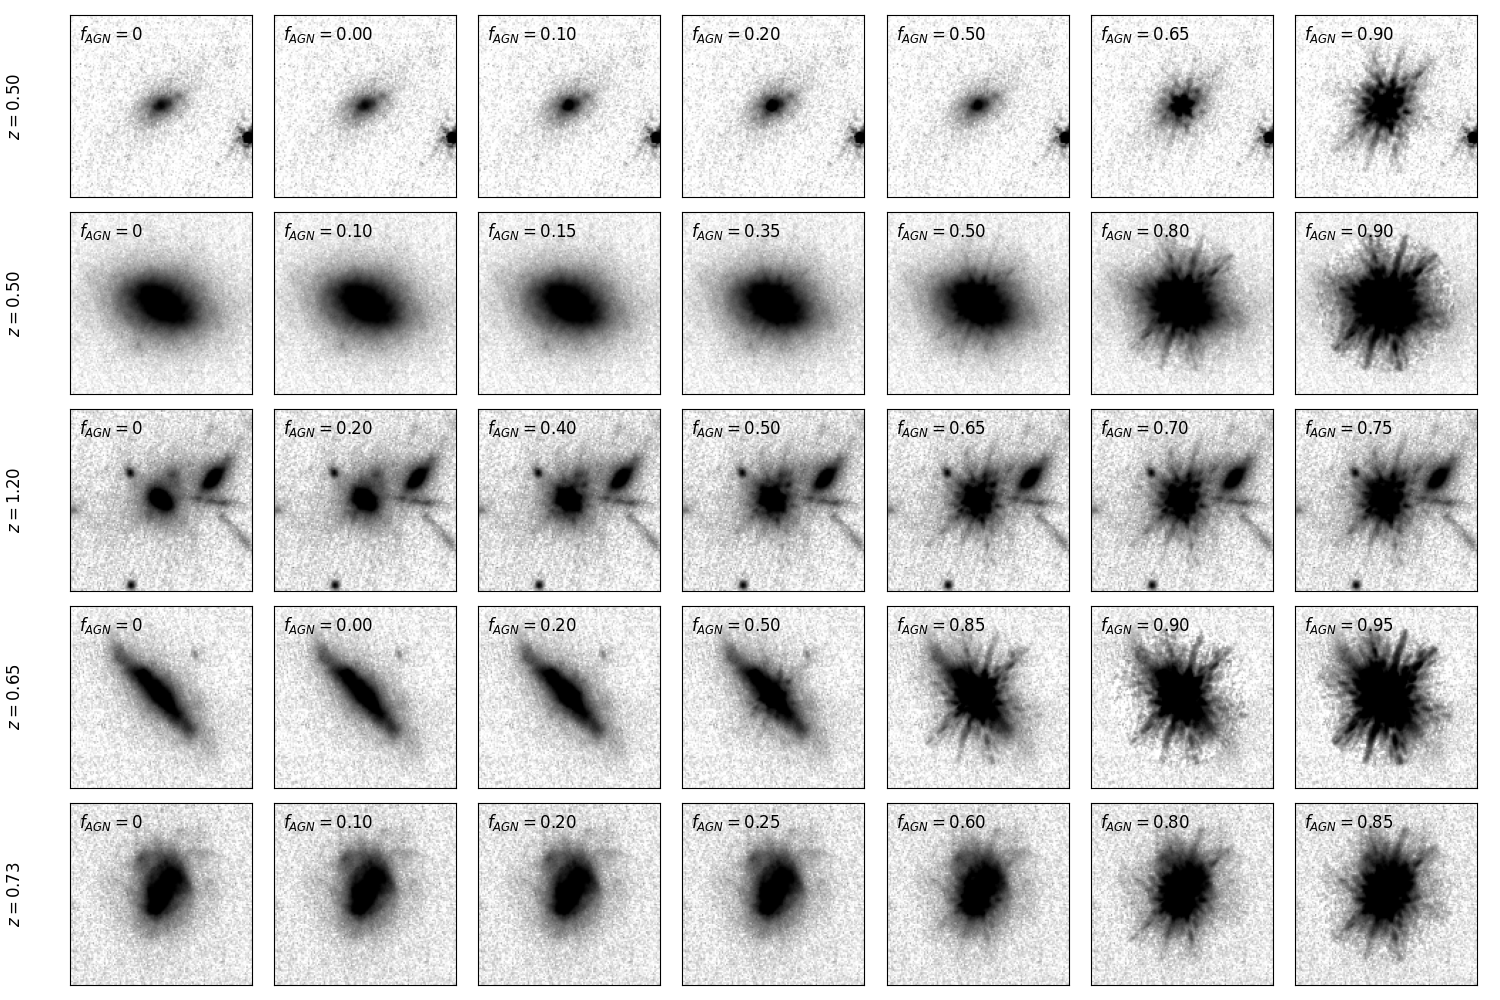 z = 0.50
f_AGN = 0
f_AGN = 0.00
f_AGN = 0.10
f_AGN = 0.20
f_AGN = 0.50
f_AGN = 0.65
f_AGN = 0.90
z = 0.50
f_AGN = 0
f_AGN = 0.10
f_AGN = 0.15
f_AGN = 0.35
f_AGN = 0.50
f_AGN = 0.80
f_AGN = 0.90
z = 1.20
f_AGN = 0
f_AGN = 0.20
f_AGN = 0.40
f_AGN = 0.50
f_AGN = 0.65
f_AGN = 0.70
f_AGN = 0.75
z = 0.65
f_AGN = 0
f_AGN = 0.00
f_AGN = 0.20
f_AGN = 0.50
f_AGN = 0.85
f_AGN = 0.90
f_AGN = 0.95
z = 0.73
f_AGN = 0
f_AGN = 0.10
f_AGN = 0.20
f_AGN = 0.25
f_AGN = 0.60
f_AGN = 0.80
f_AGN = 0.85